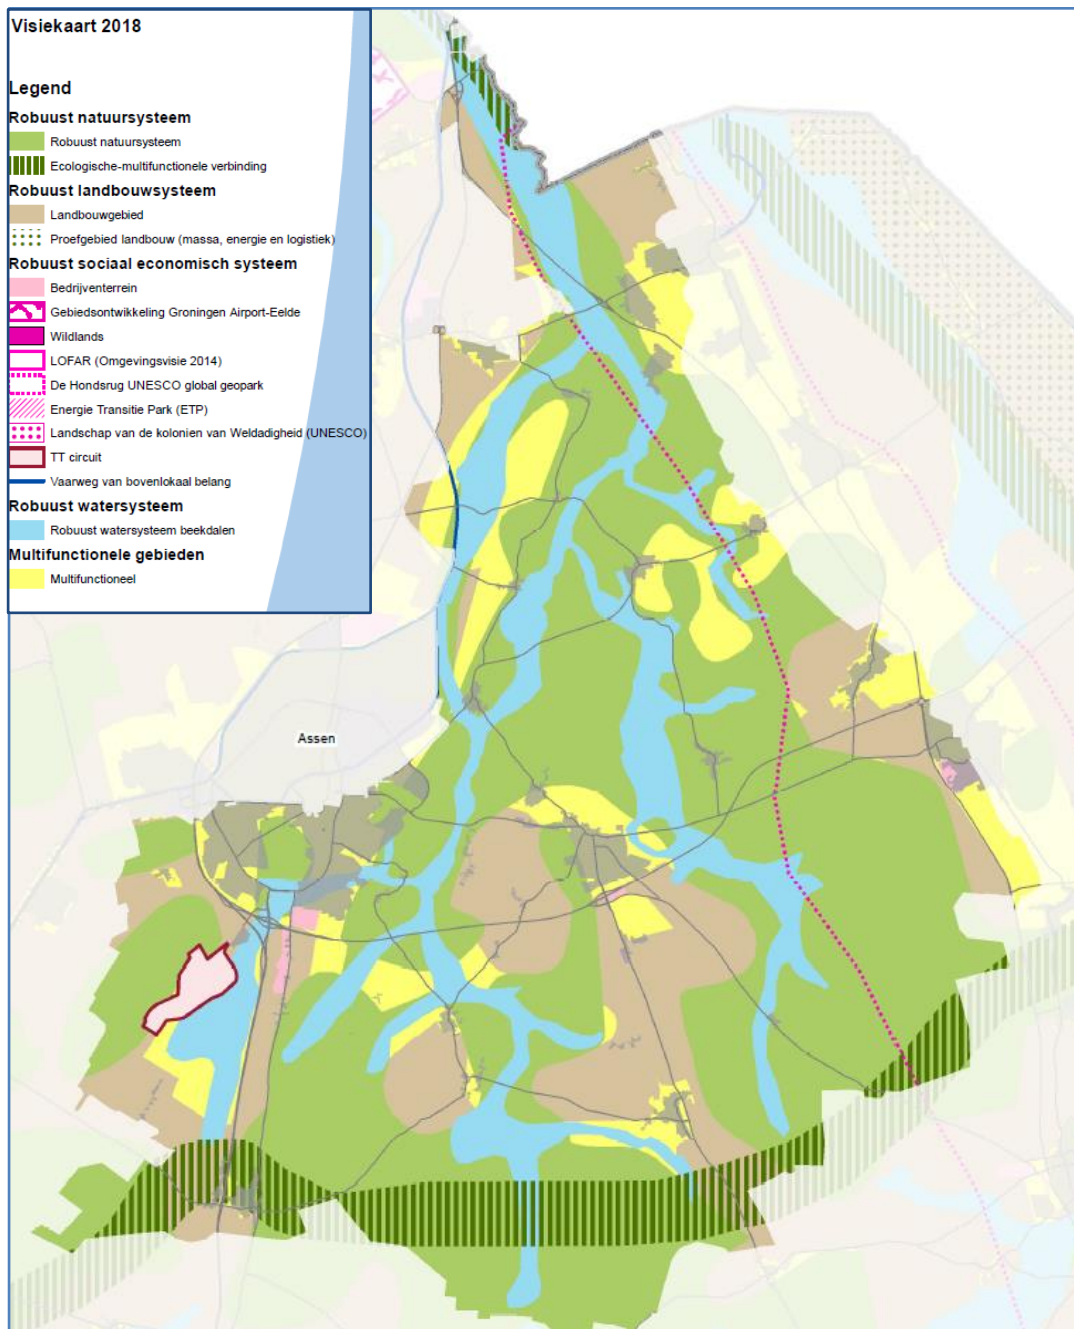 Visiekaart 2018
Legend
Robuust natuursysteem
Robuust natuursysteem
Ecologische-multifunctionele verbinding
Robuust landbouwsysteem
Landbouwgebied
Proefgebied landbouw (massa, energie en logistiek)
Robuust sociaal economisch systeem
Bedrijventerrein
Gebiedsontwikkeling Groningen Airport-Eelde
Wildlands
LOFAR (Omgevingsvisie 2014)
De Hondsrug UNESCO global geopark
Energie Transitie Park (ETP)
Landschap van de kolonien van Weldadigheid (UNESCO)
TT circuit
Vaarweg van bovenlokaal belang
Robuust watersysteem
Robuust watersysteem beekdalen
Multifunctionele gebieden
Multifunctioneel
Assen